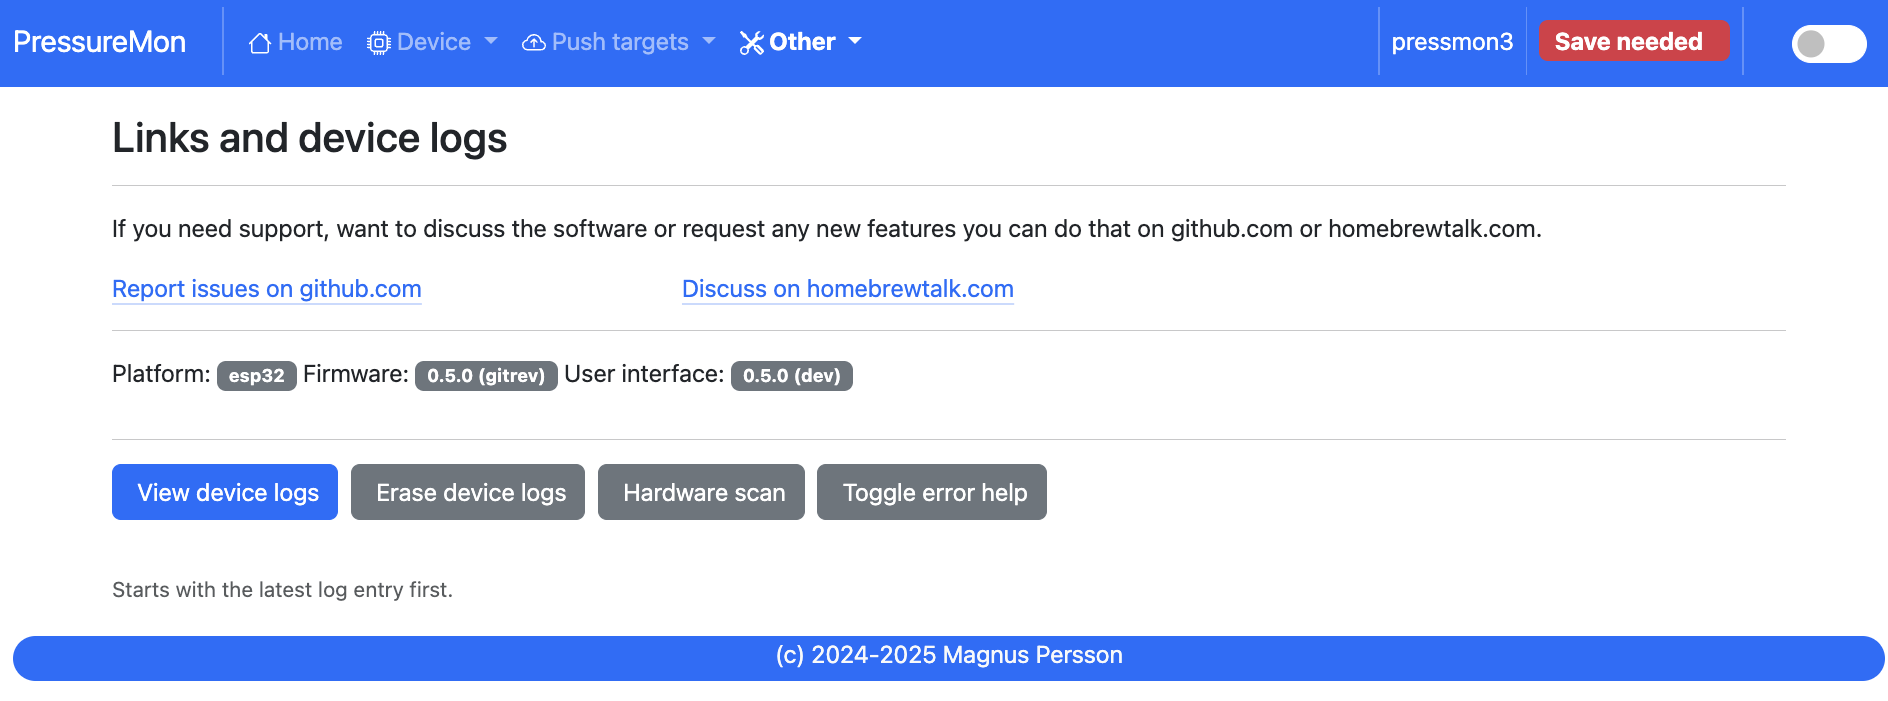 PressureMon Home Device Push targets Other pressmon3 Save needed
Links and device logs
If you need support, want to discuss the software or request any new features you can do that on github.com or homebrewtalk.com.
Report issues on github.com Discuss on homebrewtalk.com
Platform: esp32 Firmware: 0.5.0 (gitrev) User interface: 0.5.0 (dev)
View device logs Erase device logs Hardware scan Toggle error help
Starts with the latest log entry first.
(c) 2024-2025 Magnus Persson